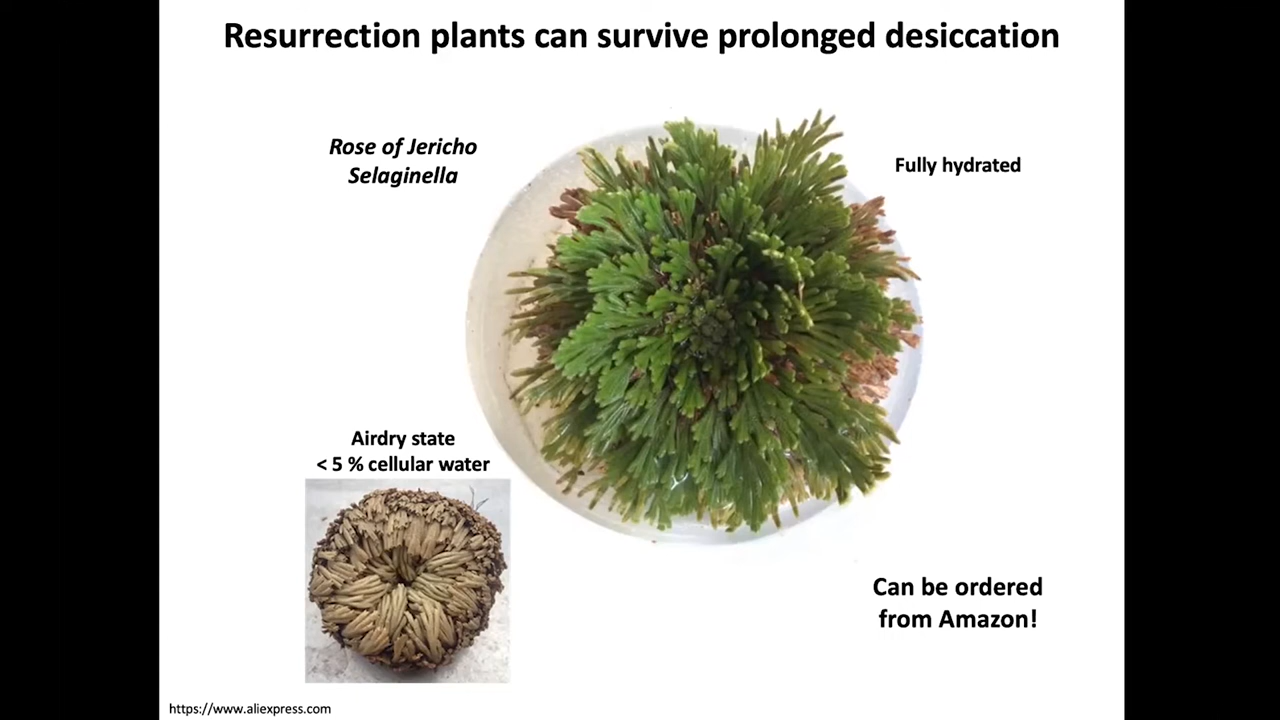 Resurrection plants can survive prolonged desiccation
Rose of Jericho
Selaginella
Fully hydrated
Airdry state
< 5 % cellular water
Can be ordered
from Amazon!
https://www.aliexpress.com